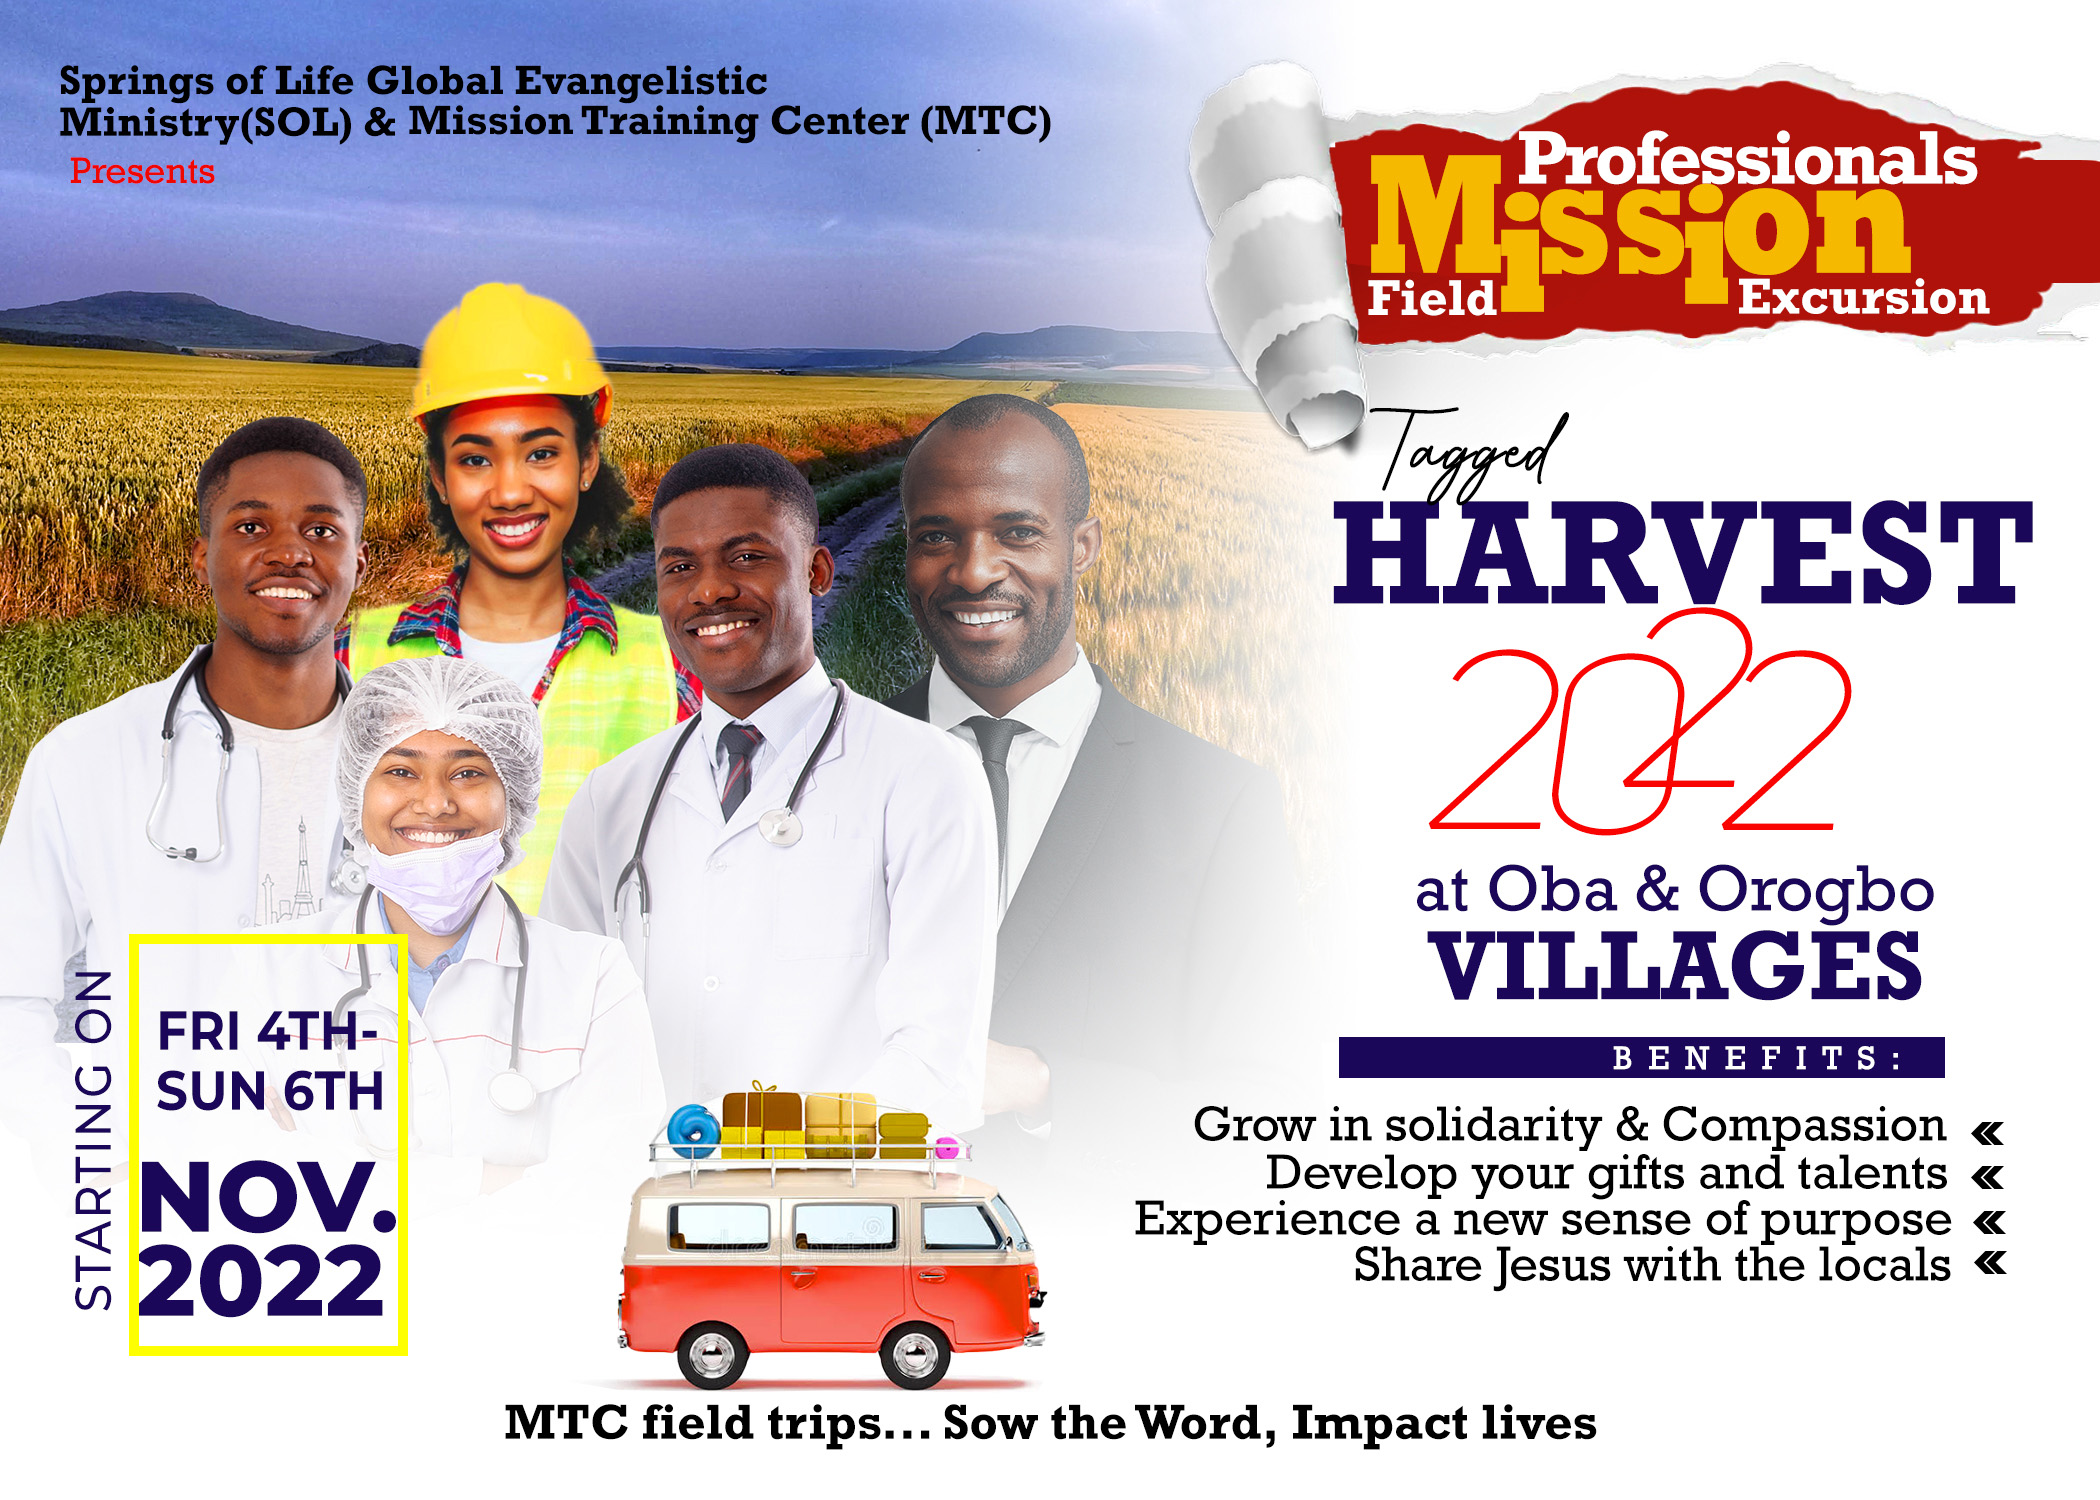 Springs of Life Global Evangelistic
Ministry(SOL) & Mission Training Center (MTC)
Presents
Professionals
Mission
Field Excursion
Tagged
HARVEST
2022
at Oba & Orogbo
VILLAGES
BENEFITS:
Grow in solidarity & Compassion
Develop your gifts and talents
Experience a new sense of purpose
Share Jesus with the locals
STARTING ON
FRI 4TH-
SUN 6TH
NOV.
2022
MTC field trips... Sow the Word, Impact lives